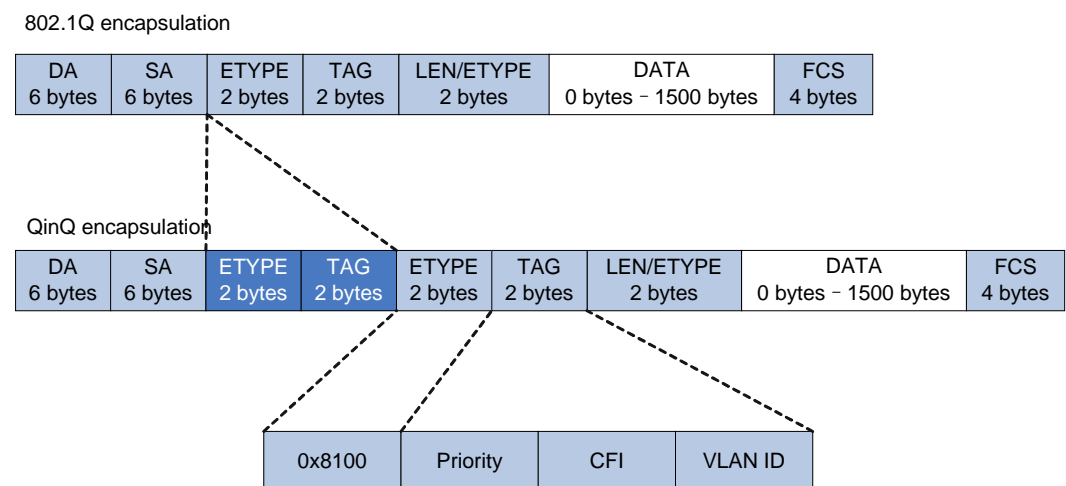 802.1Q encapsulation
DA SA ETYPE TAG LEN/ETYPE DATA FCS
6 bytes 6 bytes 2 bytes 2 bytes 2 bytes 0 bytes - 1500 bytes 4 bytes
QinQ encapsulation
DA SA ETYPE TAG ETYPE TAG LEN/ETYPE DATA FCS
6 bytes 6 bytes 2 bytes 2 bytes 2 bytes 2 bytes 2 bytes 0 bytes - 1500 bytes 4 bytes
0x8100 Priority CFI VLAN ID